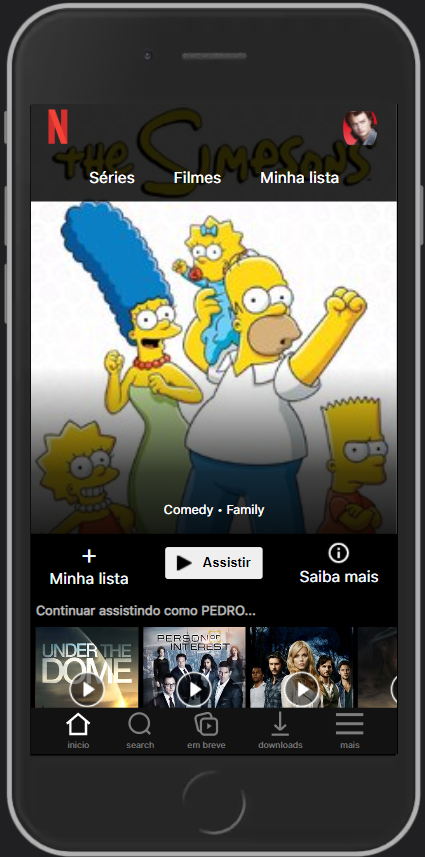 N
the Simpsons
Séries Filmes Minha lista
Comedy • Family
+ Minha lista
Assistir
Saiba mais
Continuar assistindo como PEDRO...
UNDER THE
DOME
PERSON OF
INTEREST
inicio search em breve downloads mais